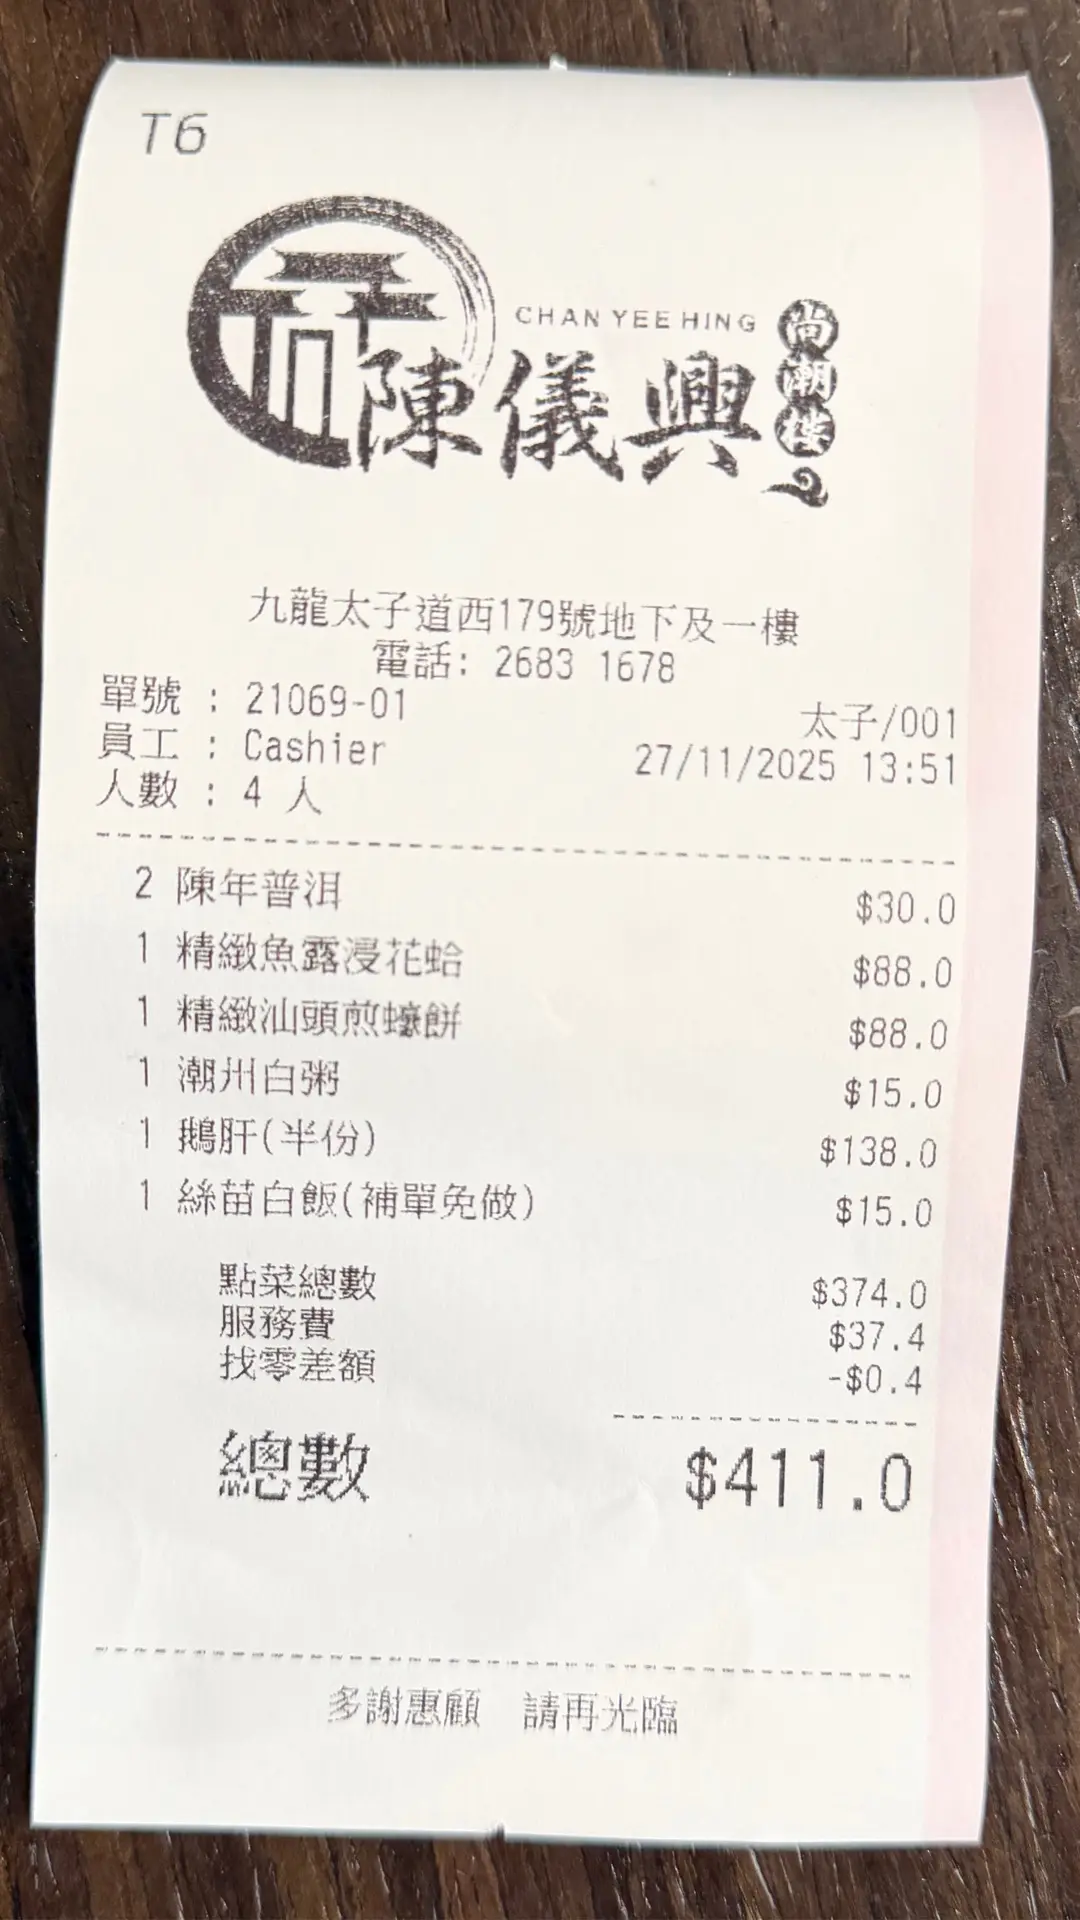 T6
CHAN YEE HING
陳儀興
尚潮樓
九龍太子道西179號地下及一樓
電話: 2683 1678
單號 : 21069-01
太子/001
員工 : Cashier
27/11/2025 13:51
人數 : 4 人
2 陳年普洱 $30.0
1 精緻魚露浸花蛤 $88.0
1 精緻汕頭煎蠔餅 $88.0
1 潮州白粥 $15.0
1 鵝肝(半份) $138.0
1 絲苗白飯(補單免做) $15.0
點菜總數 $374.0
服務費 $37.4
找零差額 -$0.4
總數 $411.0
多謝惠顧 請再光臨